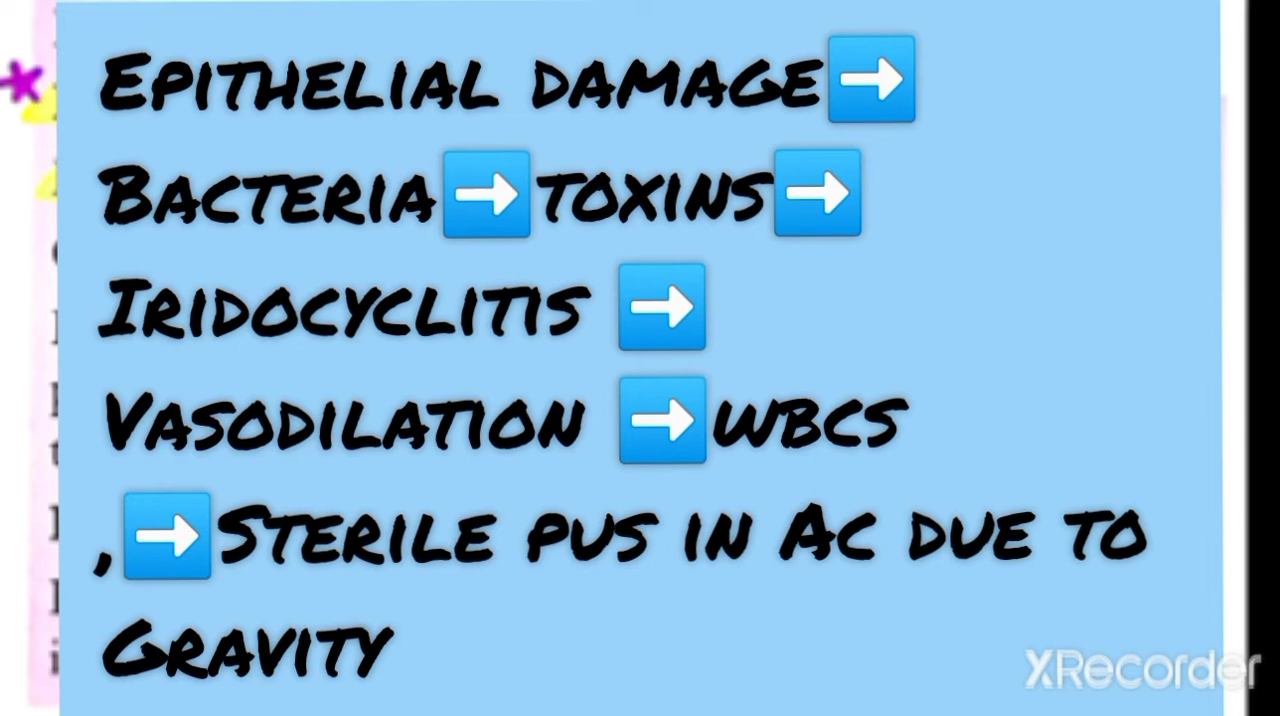 Epithelial damage➡️
Bacteria➡️toxins➡️
Iridocyclitis ➡️
Vasodilation ➡️wbcs
,➡️Sterile pus in Ac due to
Gravity
XRecorder